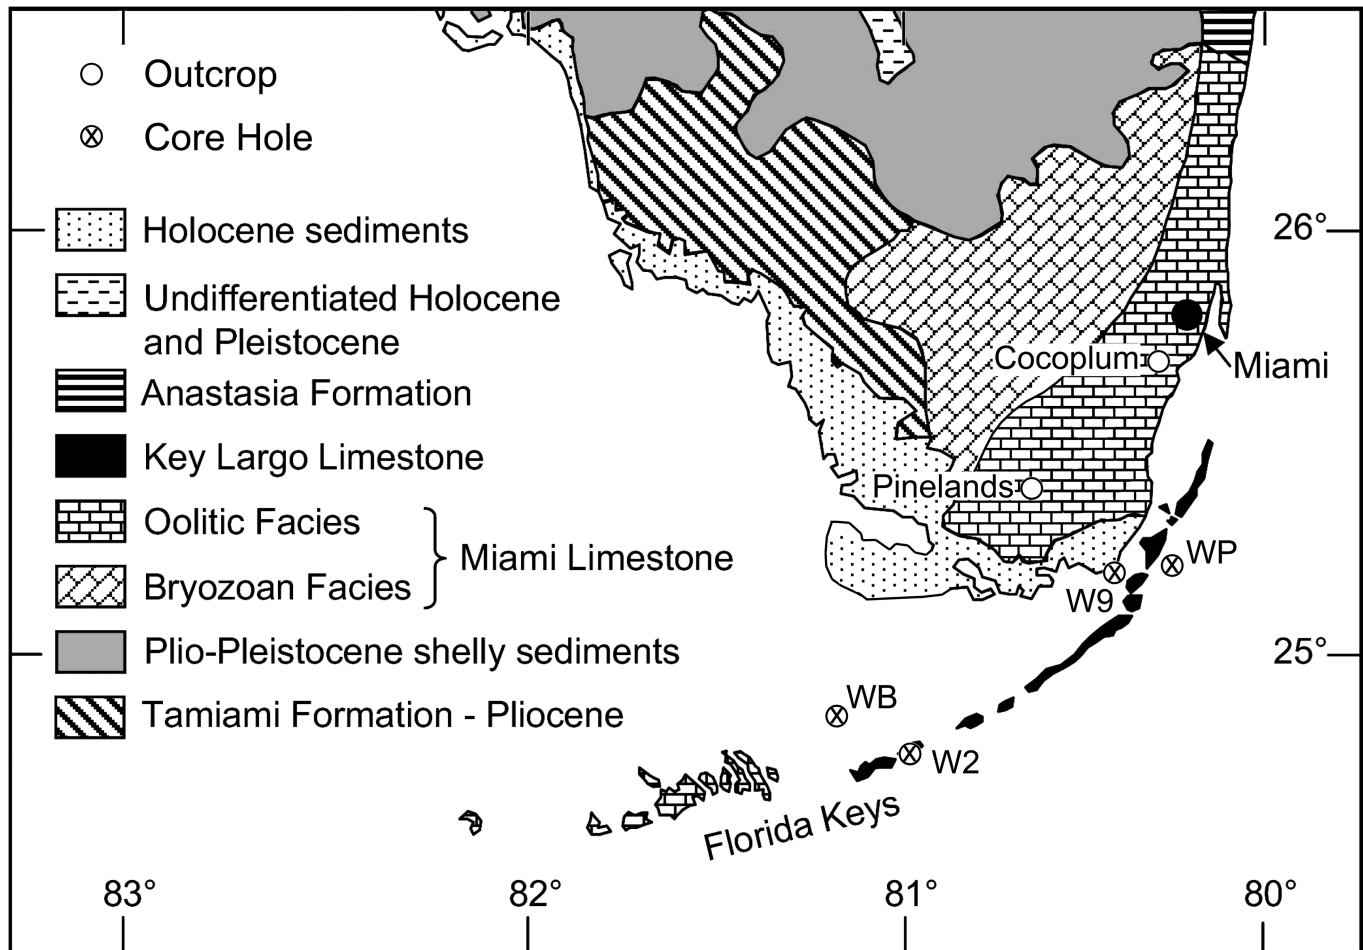 Outcrop
Core Hole
Holocene sediments
Undifferentiated Holocene
and Pleistocene
Anastasia Formation
Key Largo Limestone
Oolitic Facies
Miami Limestone
Bryozoan Facies
Plio-Pleistocene shelly sediments
Tamiami Formation - Pliocene
26°
Cocoplum
Miami
Pinelands
WP
W9
25°
WB
W2
Florida Keys
83°
82°
81°
80°